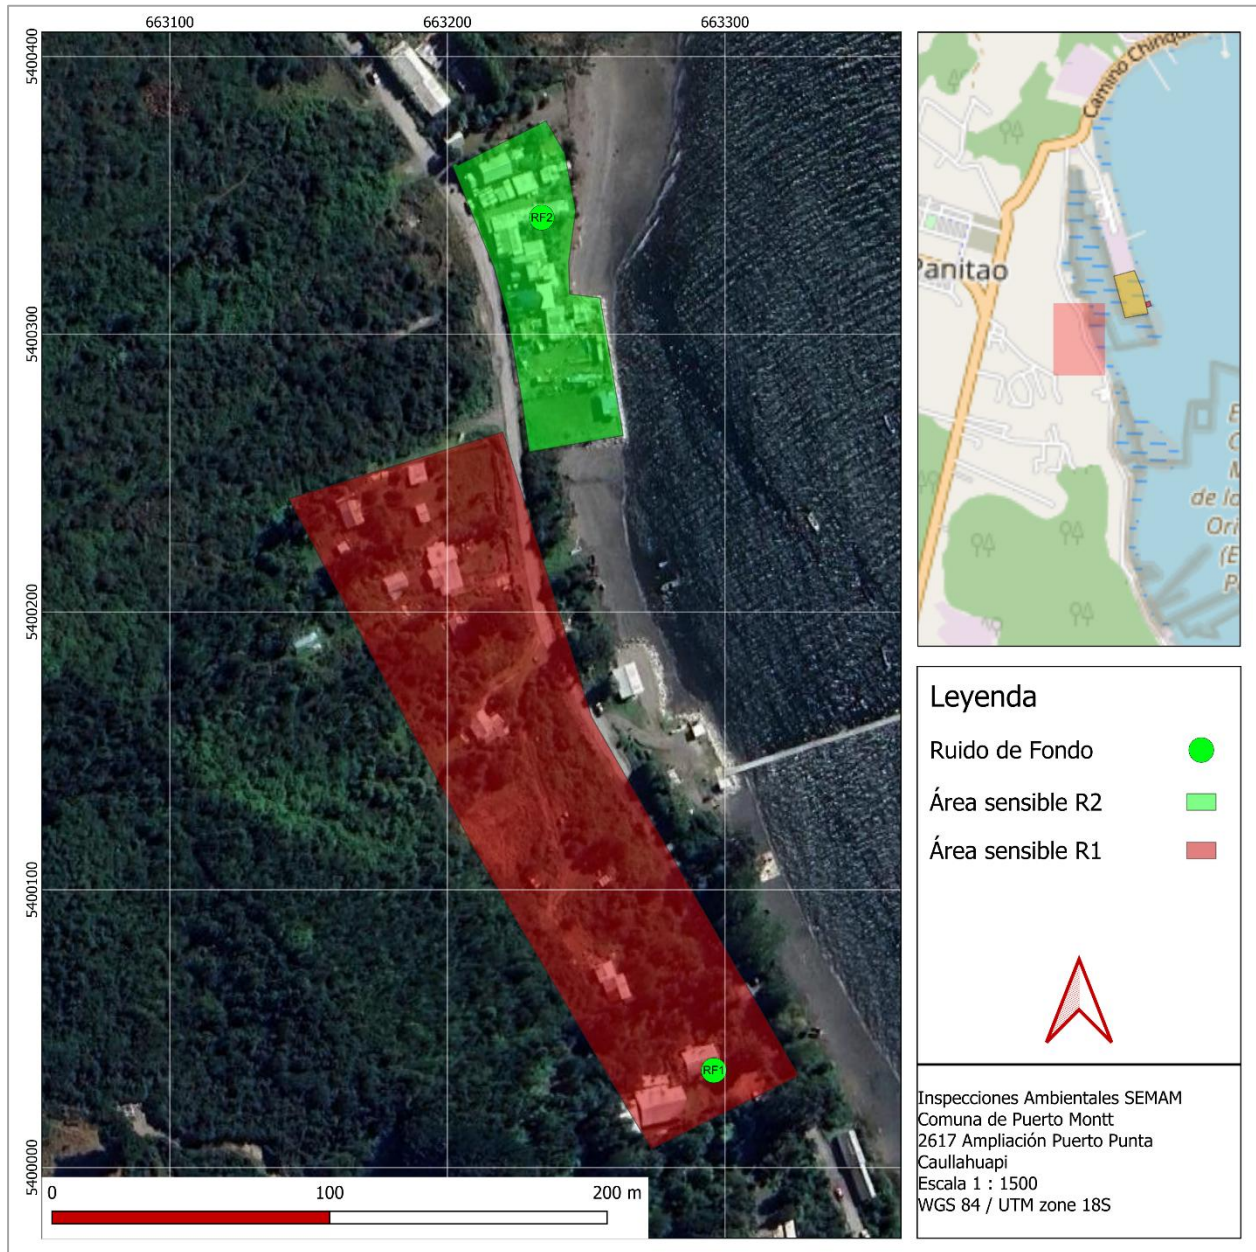 663100
663200
663300
5400400
5400300
5400200
5400100
5400000
RF2
RF1
0
100
200 m
Camino Chinqui
Panitao
de lo
Ori
(E
P
Leyenda
Ruido de Fondo
Área sensible R2
Área sensible R1
Inspecciones Ambientales SEMAM
Comuna de Puerto Montt
2617 Ampliación Puerto Punta
Caullahuapi
Escala 1 : 1500
WGS 84 / UTM zone 18S